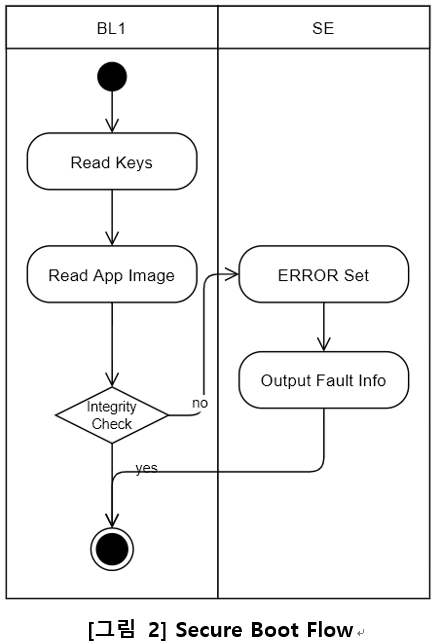 BL1
SE
Read Keys
Read App Image
ERROR Set
Output Fault Info
Integrity
Check
no
yes
[그림 2] Secure Boot Flow↵